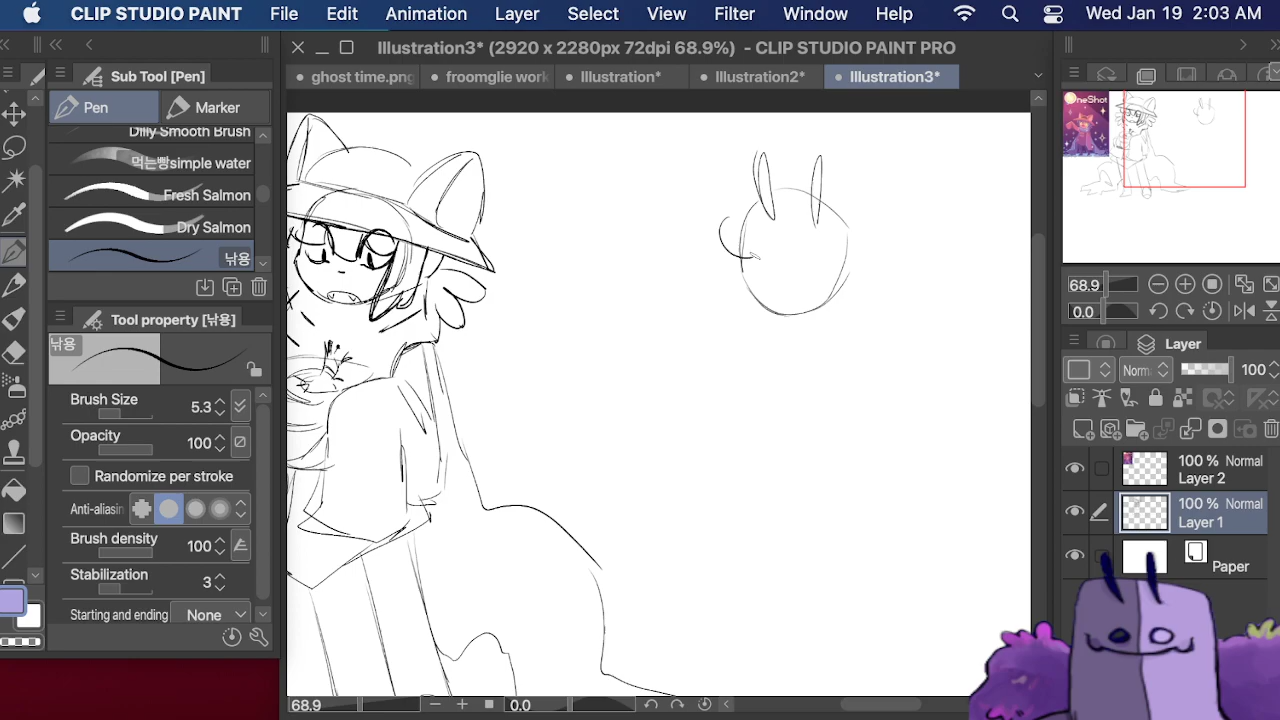 CLIP STUDIO PAINT File Edit Animation Layer Select View Filter Window Help Wed Jan 19 2:03 AM
Illustration3* (2920 x 2280px 72dpi 68.9%) - CLIP STUDIO PAINT PRO
ghost time.png froomglie work Illustration* Illustration2* Illustration3*
Sub Tool [Pen]
Pen Marker
Dilly Smooth Brush
먹는빵simple water
Fresh Salmon
Dry Salmon
낚용
Tool property [낚용]
낚용
Brush Size 5.3
Opacity 100
Randomize per stroke
Anti-aliasin
Brush density 100
Stabilization 3
Starting and ending None
68.9 0.0
OneShot
68.9
0.0
Layer
Norm 100
100 % Normal
Layer 2
100 % Normal
Layer 1
Paper